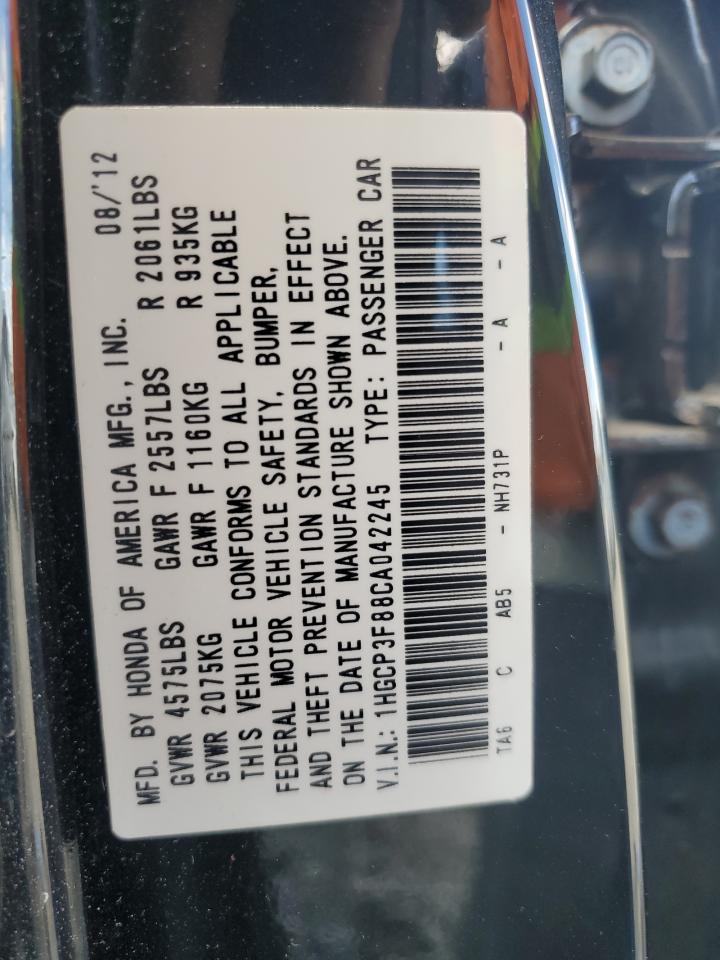 MFD. BY HONDA OF AMERICA MFG., INC. 08/'12
GVWR 4575LBS GAWR F 2557LBS R 2061LBS
GVWR 2075KG GAWR F 1160KG R 935KG
THIS VEHICLE CONFORMS TO ALL APPLICABLE
FEDERAL MOTOR VEHICLE SAFETY, BUMPER,
AND THEFT PREVENTION STANDARDS IN EFFECT
ON THE DATE OF MANUFACTURE SHOWN ABOVE.
V.I.N.: 1HGCP3F88CA042245 TYPE: PASSENGER CAR
TA6 C AB5 - NH731P - A - A